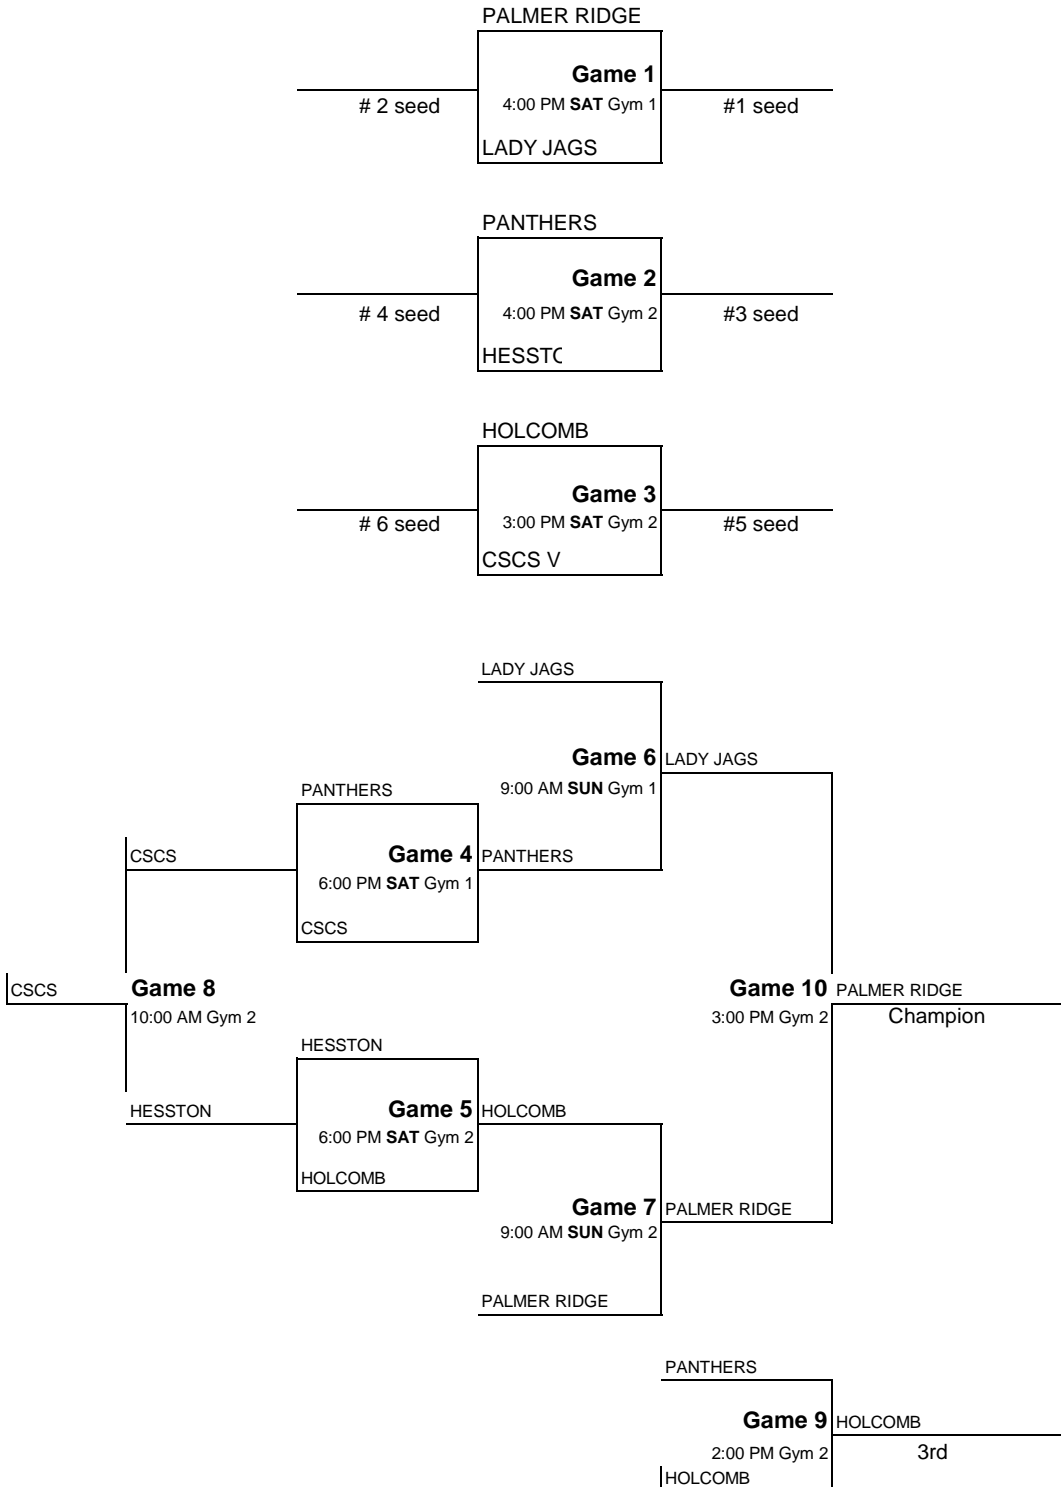 PALMER RIDGE
Game 1
# 2 seed
4:00 PM SAT Gym 1
#1 seed
LADY JAGS
PANTHERS
Game 2
# 4 seed
4:00 PM SAT Gym 2
#3 seed
HESSTC
HOLCOMB
Game 3
# 6 seed
3:00 PM SAT Gym 2
#5 seed
CSCS V
LADY JAGS
Game 6
LADY JAGS
9:00 AM SUN Gym 1
PANTHERS
CSCS
Game 4
PANTHERS
6:00 PM SAT Gym 1
CSCS
CSCS
Game 8
10:00 AM Gym 2
Game 10
PALMER RIDGE
3:00 PM Gym 2
Champion
HESSTON
HESSTON
Game 5
HOLCOMB
6:00 PM SAT Gym 2
HOLCOMB
Game 7
PALMER RIDGE
9:00 AM SUN Gym 2
PALMER RIDGE
PANTHERS
Game 9
HOLCOMB
2:00 PM Gym 2
3rd
HOLCOMB